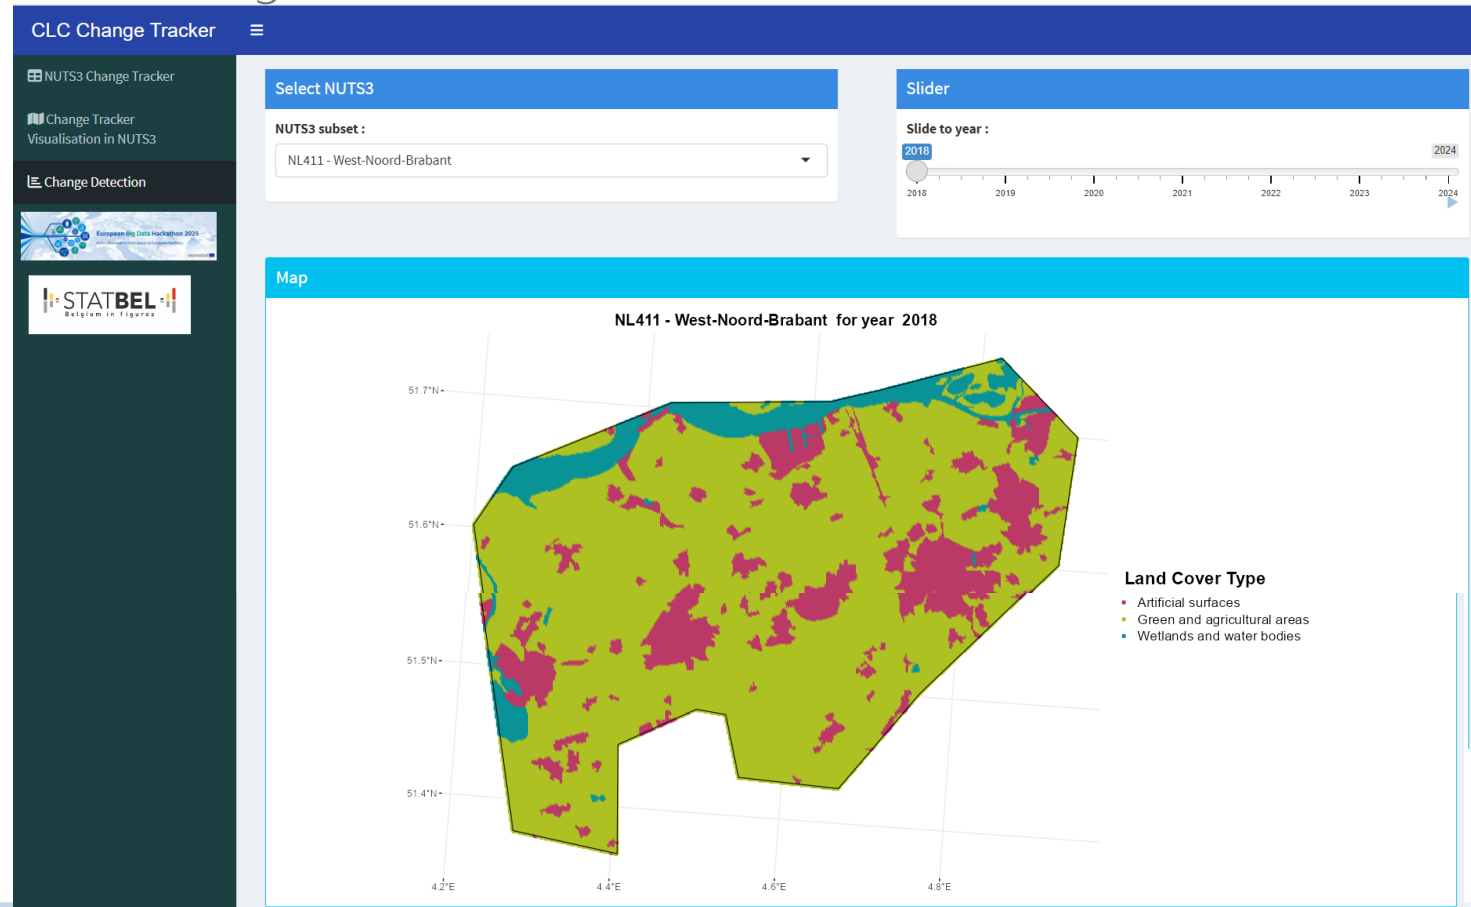 CLC Change Tracker
NUTS3 Change Tracker
Change Tracker
Visualisation in NUTS3
Change Detection
European Big Data Hackathon 2025
eurostat
STATBEL
Belgium in figures
Select NUTS3
NUTS3 subset :
NL411 - West-Noord-Brabant
Slider
Slide to year :
2018
2024
2018 2019 2020 2021 2022 2023 2024
Map
NL411 - West-Noord-Brabant for year 2018
51.7°N
51.6°N
51.5°N
51.4°N
4.2°E 4.4°E 4.6°E 4.8°E
Land Cover Type
Artificial surfaces
Green and agricultural areas
Wetlands and water bodies